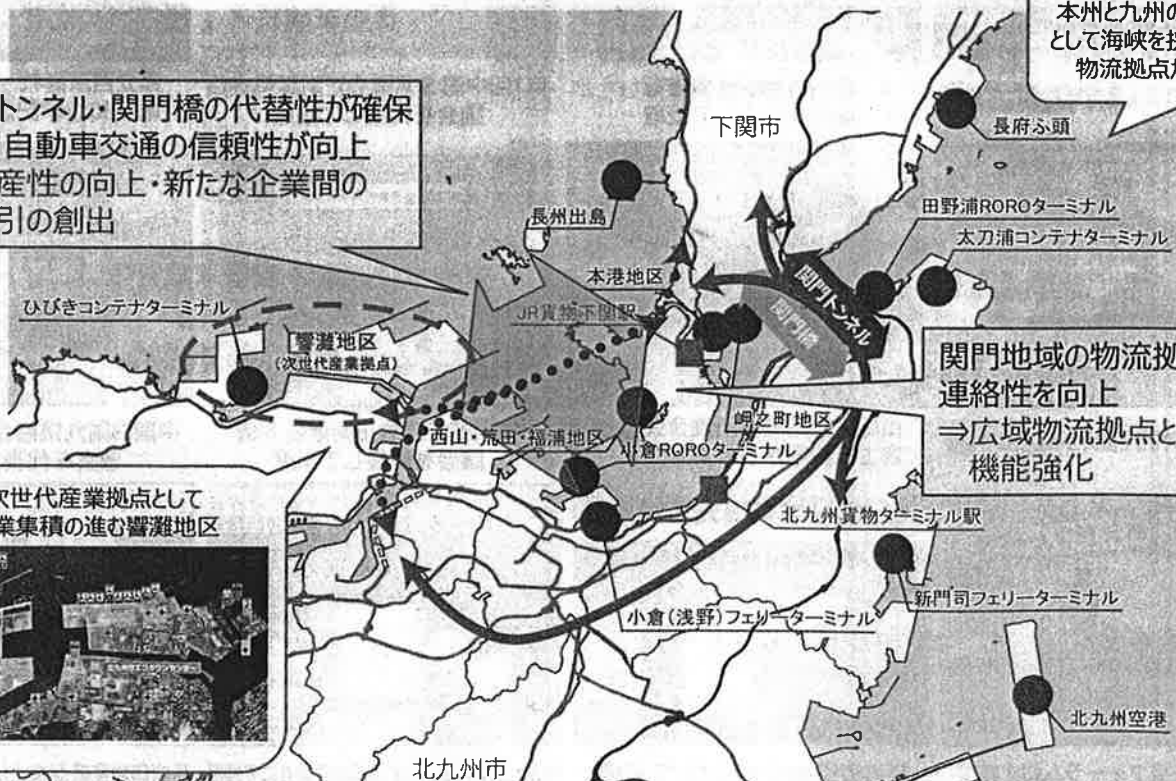 本州と九州の
として海峡を
物流拠点
トンネル・関門橋の代替性が確保
自動車交通の信頼性が向上
産性の向上・新たな企業間の
引の創出
下関市
長府ふ頭
長州出島
田野浦ROROターミナル
太刀浦コンテナターミナル
本港地区
JR貨物下関駅
関門トンネル
関門橋
ひびきコンテナターミナル
響灘地区
(次世代産業拠点)
関門地域の物流拠
連絡性を向上
⇒広域物流拠点と
機能強化
岬之町地区
西山・荒田・福浦地区
小倉ROROターミナル
次世代産業拠点として
業集積の進む響灘地区
北九州貨物ターミナル駅
新門司フェリーターミナル
小倉(浅野)フェリーターミナル
北九州空港
北九州市